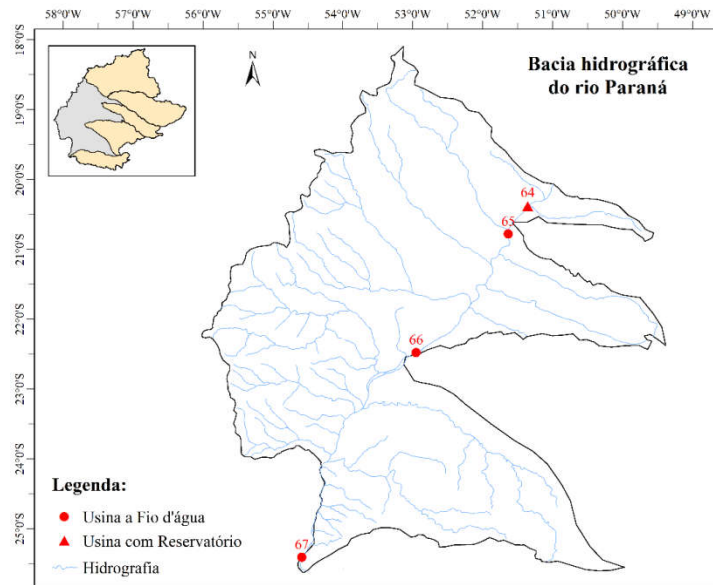 58°0'W 57°0'W 56°0'W 55°0'W 54°0'W 53°0'W 52°0'W 51°0'W 50°0'W 49°0'W
18°0'S
19°0'S
20°0'S
21°0'S
22°0'S
23°0'S
24°0'S
25°0'S
N
Bacia hidrográfica
do rio Paraná
64
65
66
67
Legenda:
Usina a Fio d'água
Usina com Reservatório
Hidrografia